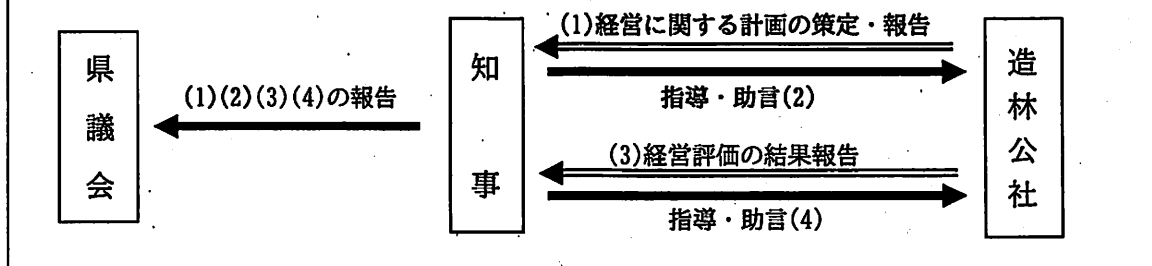 県議会
(1)(2)(3)(4)の報告
知事
(1)経営に関する計画の策定・報告
指導・助言(2)
(3)経営評価の結果報告
指導・助言(4)
造林公社